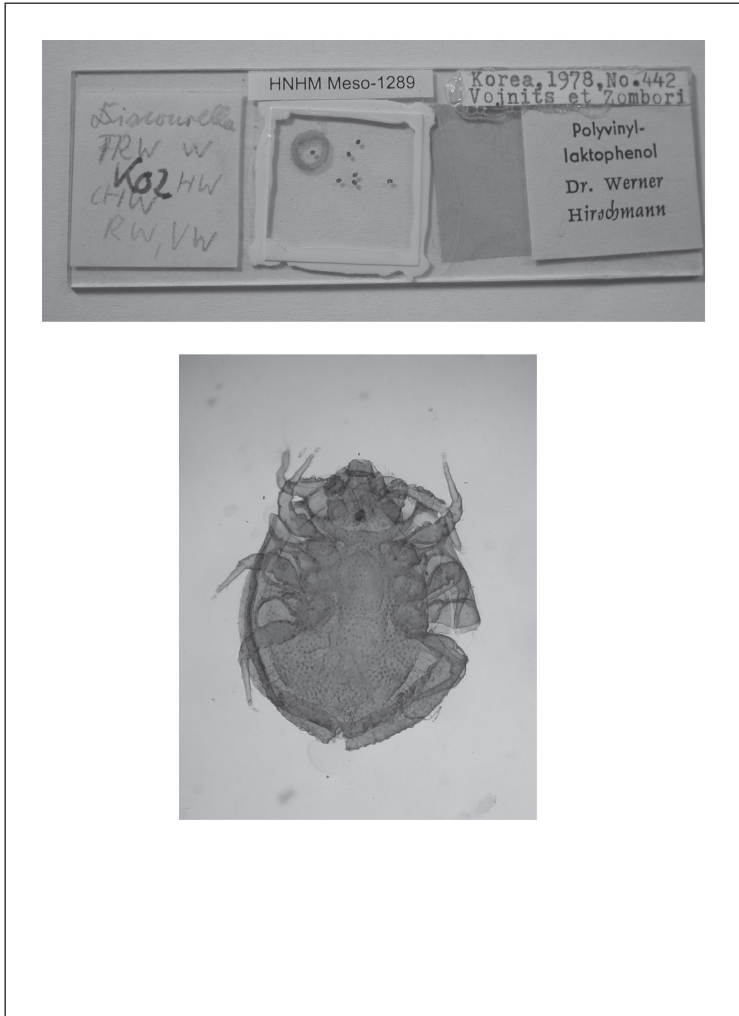 Discourella
TRW W
K02 HW
CHW
RW, VW
HNHM Meso-1289
Korea, 1978, No.442
Vojnits et Zombori
Polyvinyl-
laktophenol
Dr. Werner
Hirschmann